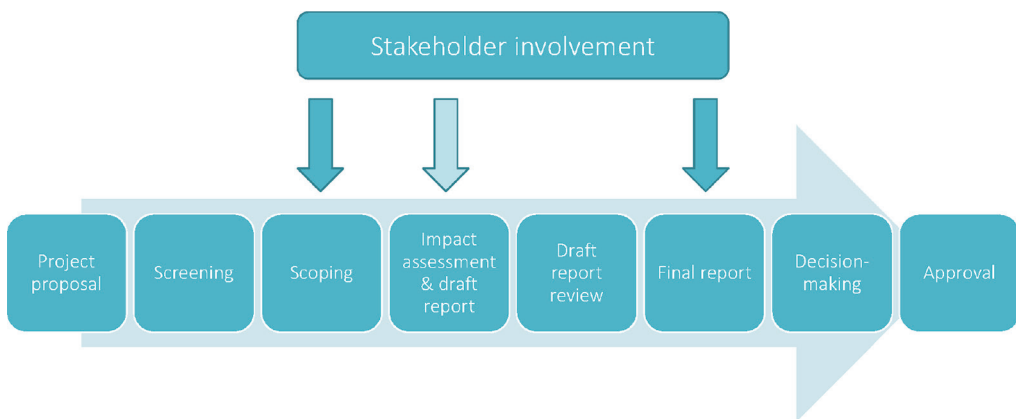 Stakeholder involvement
Project
proposal
Screening
Scoping
Impact
assessment
& draft
report
Draft
report
review
Final report
Decision-
making
Approval